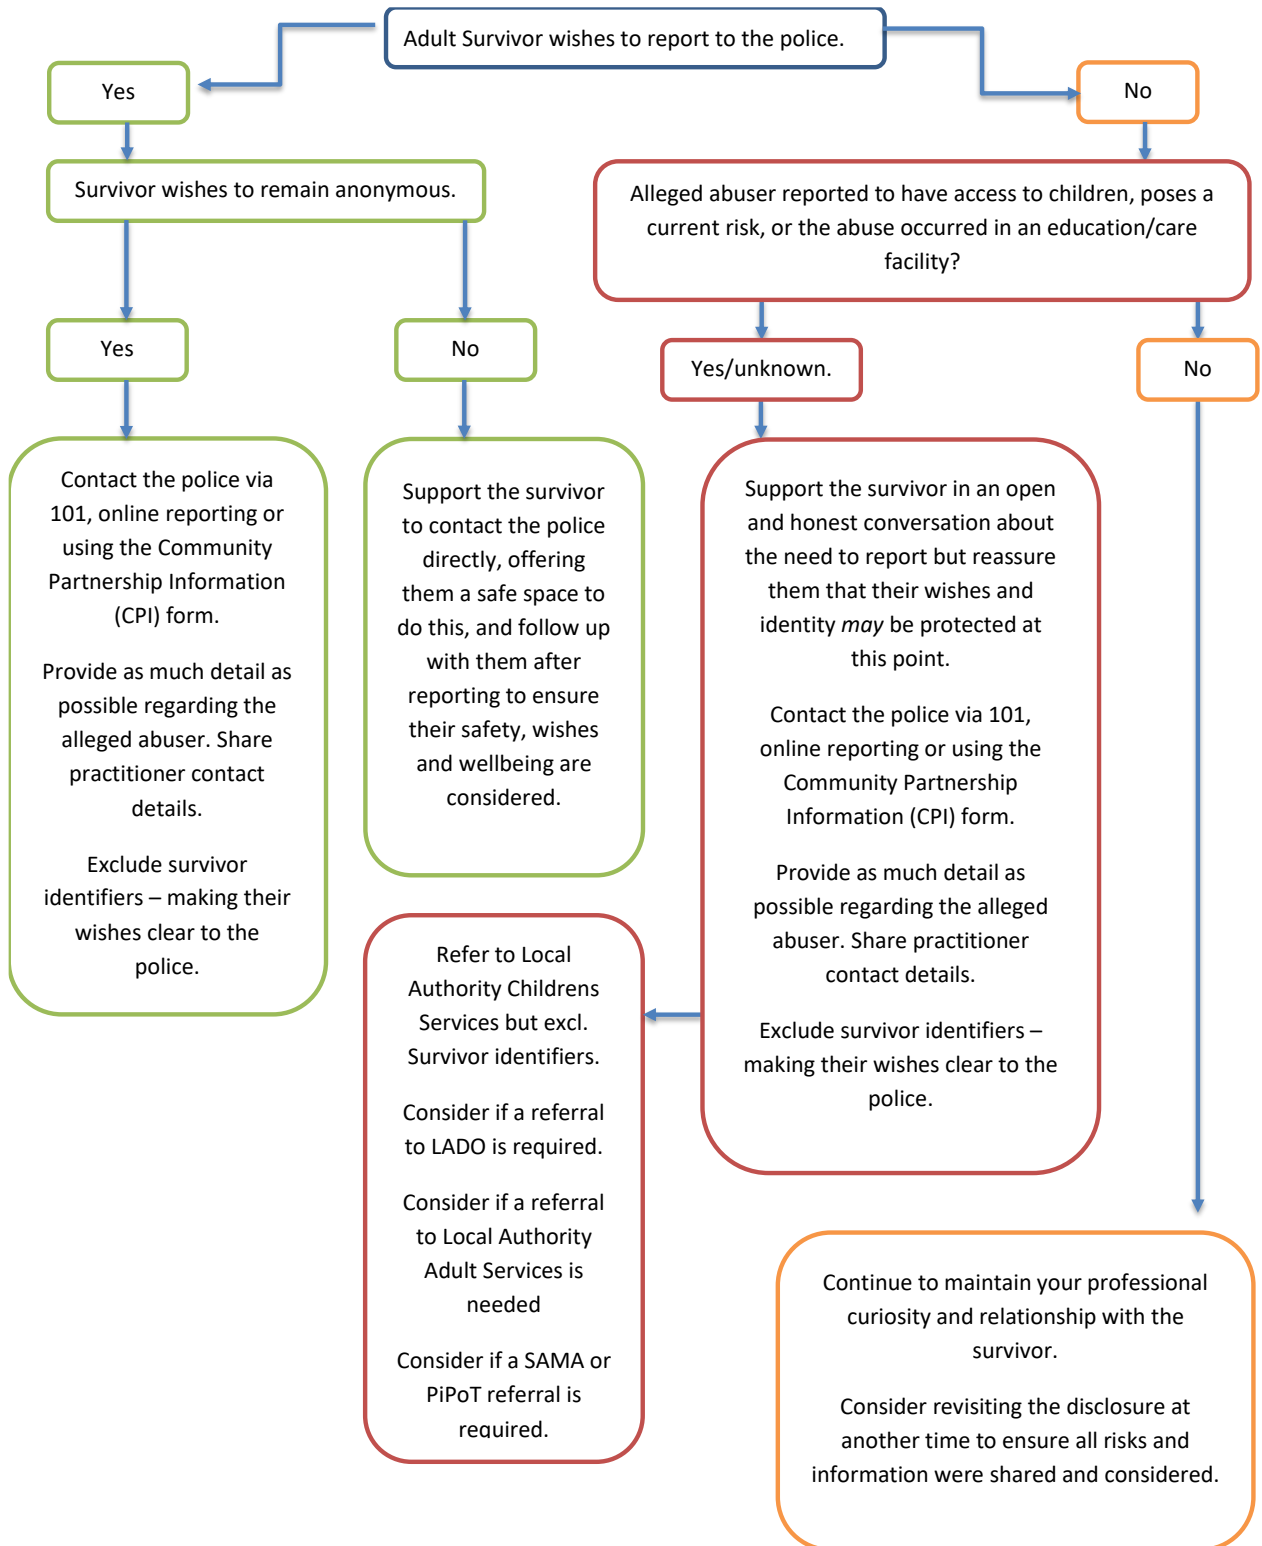 Adult Survivor wishes to report to the police.
Yes
No
Survivor wishes to remain anonymous.
Alleged abuser reported to have access to children, poses a
current risk, or the abuse occurred in an education/care
facility?
Yes
No
Yes/unknown.
No
Contact the police via
101, online reporting or
using the Community
Partnership Information
(CPI) form.
Provide as much detail as
possible regarding the
alleged abuser. Share
practitioner contact
details.
Exclude survivor
identifiers – making their
wishes clear to the
police.
Support the survivor
to contact the police
directly, offering
them a safe space to
do this, and follow up
with them after
reporting to ensure
their safety, wishes
and wellbeing are
considered.
Support the survivor in an open
and honest conversation about
the need to report but reassure
them that their wishes and
identity may be protected at
this point.
Contact the police via 101,
online reporting or using the
Community Partnership
Information (CPI) form.
Provide as much detail as
possible regarding the alleged
abuser. Share practitioner
contact details.
Exclude survivor identifiers –
making their wishes clear to the
police.
Refer to Local
Authority Childrens
Services but excl.
Survivor identifiers.
Consider if a referral
to LADO is required.
Consider if a referral
to Local Authority
Adult Services is
needed
Consider if a SAMA or
PiPoT referral is
required.
Continue to maintain your professional
curiosity and relationship with the
survivor.
Consider revisiting the disclosure at
another time to ensure all risks and
information were shared and considered.